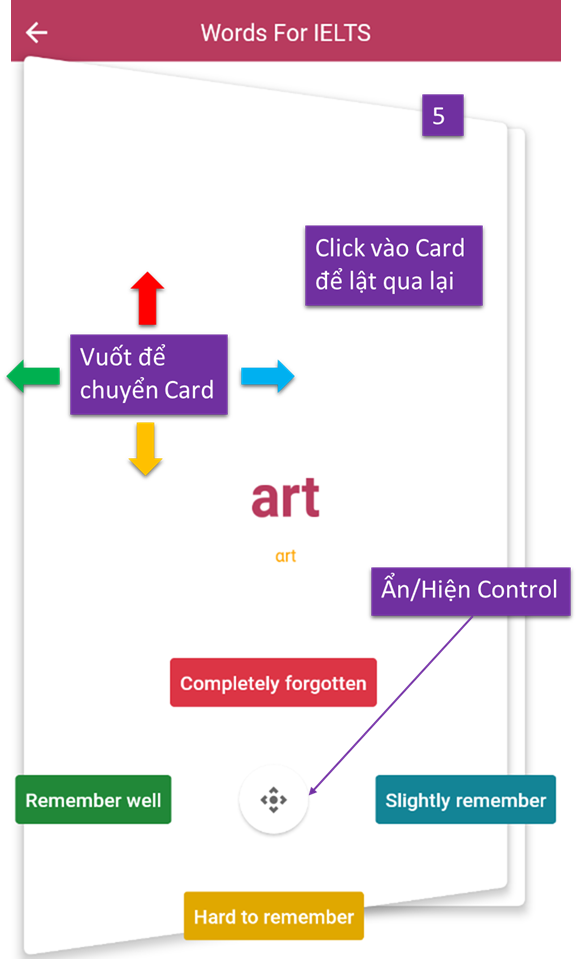 Words For IELTS
5
Click vào Card
để lật qua lại
Vuốt để
chuyển Card
art
ɑrt
Ẩn/Hiện Control
Completely forgotten
Remember well
Slightly remember
Hard to remember